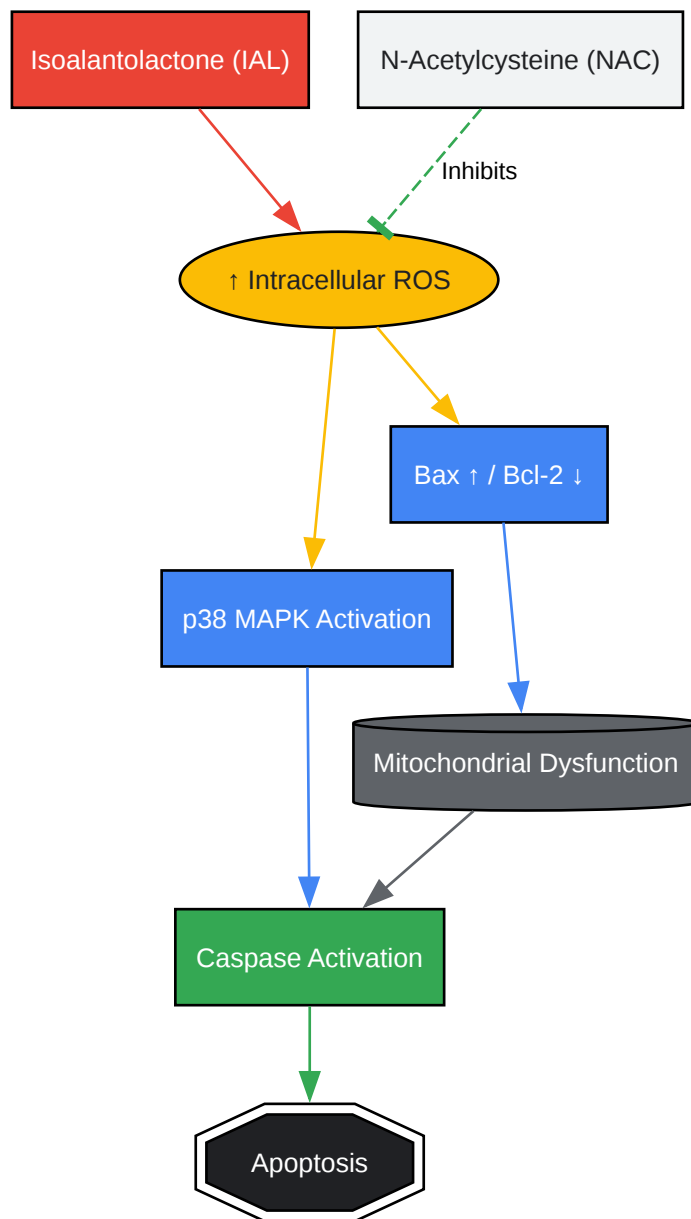 Isoalantolactone (IAL)
N-Acetylcysteine (NAC)
Inhibits
↑ Intracellular ROS
Bax ↑ / Bcl-2 ↓
p38 MAPK Activation
Mitochondrial Dysfunction
Caspase Activation
Apoptosis